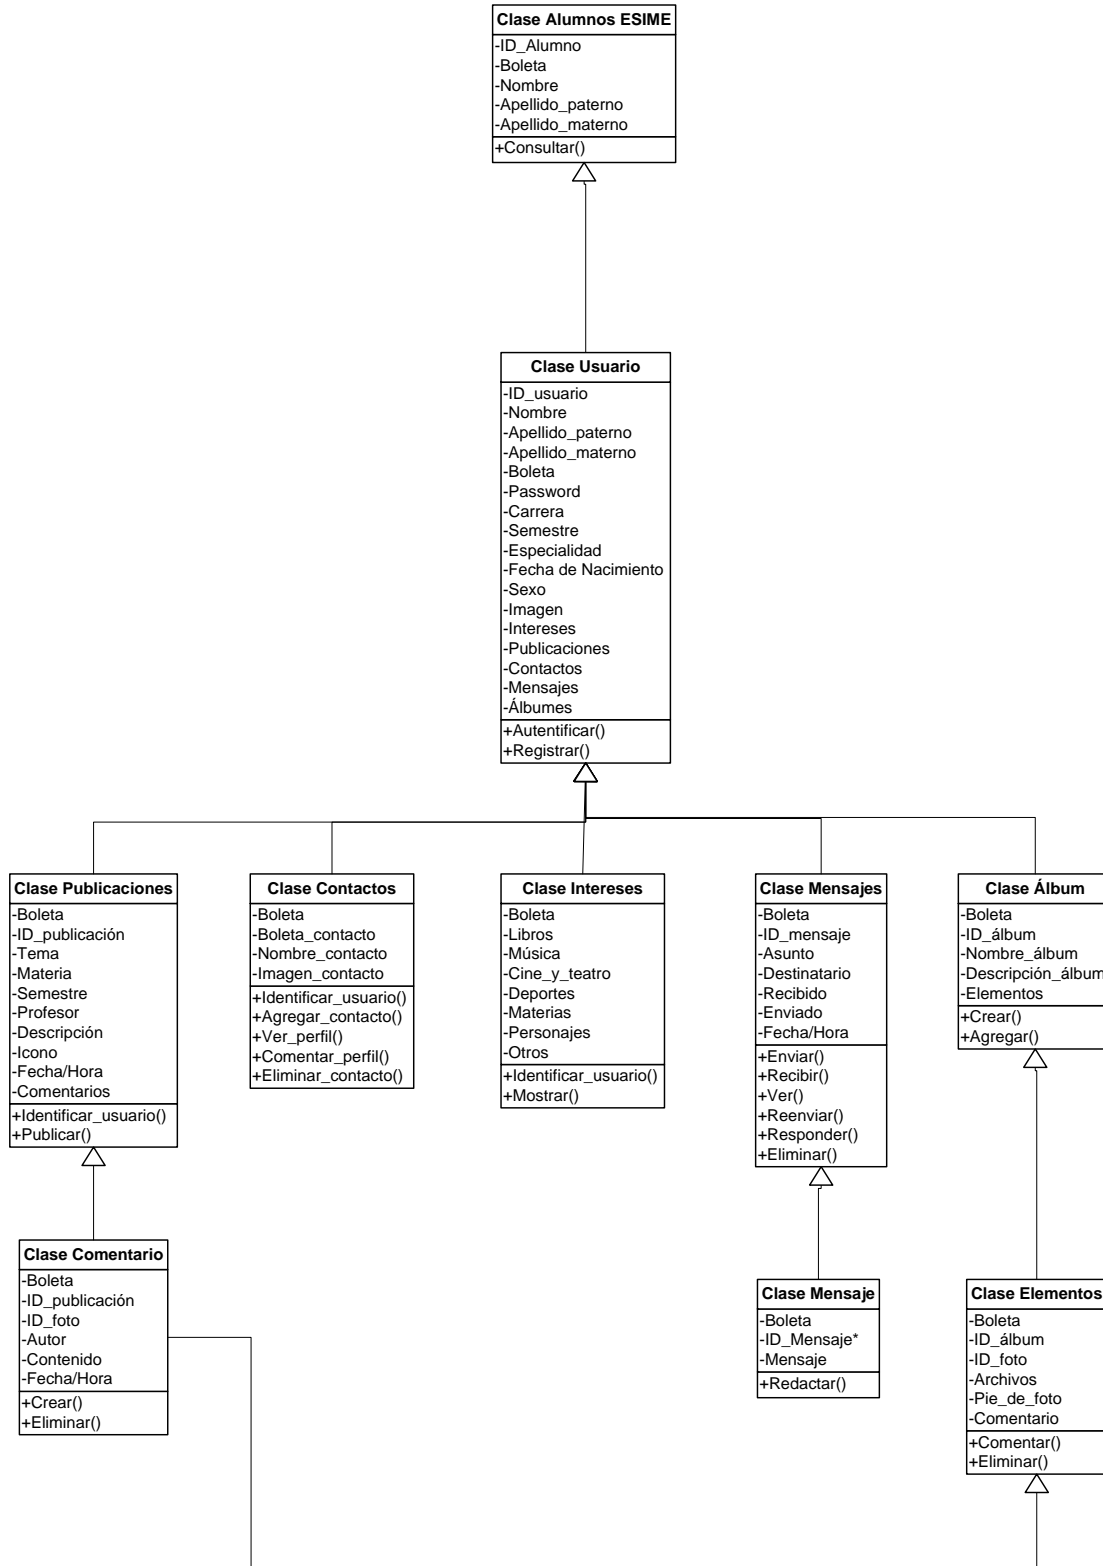 Clase Alumnos ESIME
-ID_Alumno
-Boleta
-Nombre
-Apellido_paterno
-Apellido_materno
+Consultar()
Clase Usuario
-ID_usuario
-Nombre
-Apellido_paterno
-Apellido_materno
-Boleta
-Password
-Carrera
-Semestre
-Especialidad
-Fecha de Nacimiento
-Sexo
-Imagen
-Intereses
-Publicaciones
-Contactos
-Mensajes
-Álbumes
+Autentificar()
+Registrar()
Clase Publicaciones
-Boleta
-ID_publicación
-Tema
-Materia
-Semestre
-Profesor
-Descripción
-Icono
-Fecha/Hora
-Comentarios
+Identificar_usuario()
+Publicar()
Clase Contactos
-Boleta
-Boleta_contacto
-Nombre_contacto
-Imagen_contacto
+Identificar_usuario()
+Agregar_contacto()
+Ver_perfil()
+Comentar_perfil()
+Eliminar_contacto()
Clase Intereses
-Boleta
-Libros
-Música
-Cine_y_teatro
-Deportes
-Materias
-Personajes
-Otros
+Identificar_usuario()
+Mostrar()
Clase Mensajes
-Boleta
-ID_mensaje
-Asunto
-Destinatario
-Recibido
-Enviado
-Fecha/Hora
+Enviar()
+Recibir()
+Ver()
+Reenviar()
+Responder()
+Eliminar()
Clase Álbum
-Boleta
-ID_álbum
-Nombre_álbum
-Descripción_álbum
-Elementos
+Crear()
+Agregar()
Clase Comentario
-Boleta
-ID_publicación
-ID_foto
-Autor
-Contenido
-Fecha/Hora
+Crear()
+Eliminar()
Clase Mensaje
-Boleta
-ID_Mensaje*
-Mensaje
+Redactar()
Clase Elementos
-Boleta
-ID_álbum
-ID_foto
-Archivos
-Pie_de_foto
-Comentario
+Comentar()
+Eliminar()